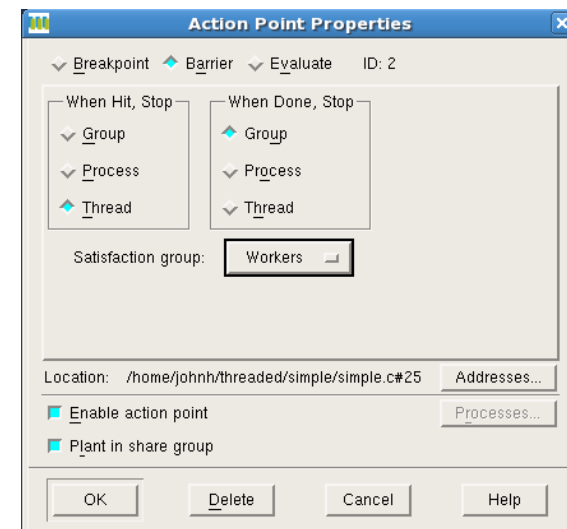 Action Point Properties
Breakpoint Barrier Evaluate ID: 2
When Hit, Stop When Done, Stop
Group Group
Process Process
Thread Thread
Satisfaction group: Workers
Location: /home/johnh/threaded/simple/simple.c#25 Addresses...
Enable action point Processes...
Plant in share group
OK Delete Cancel Help